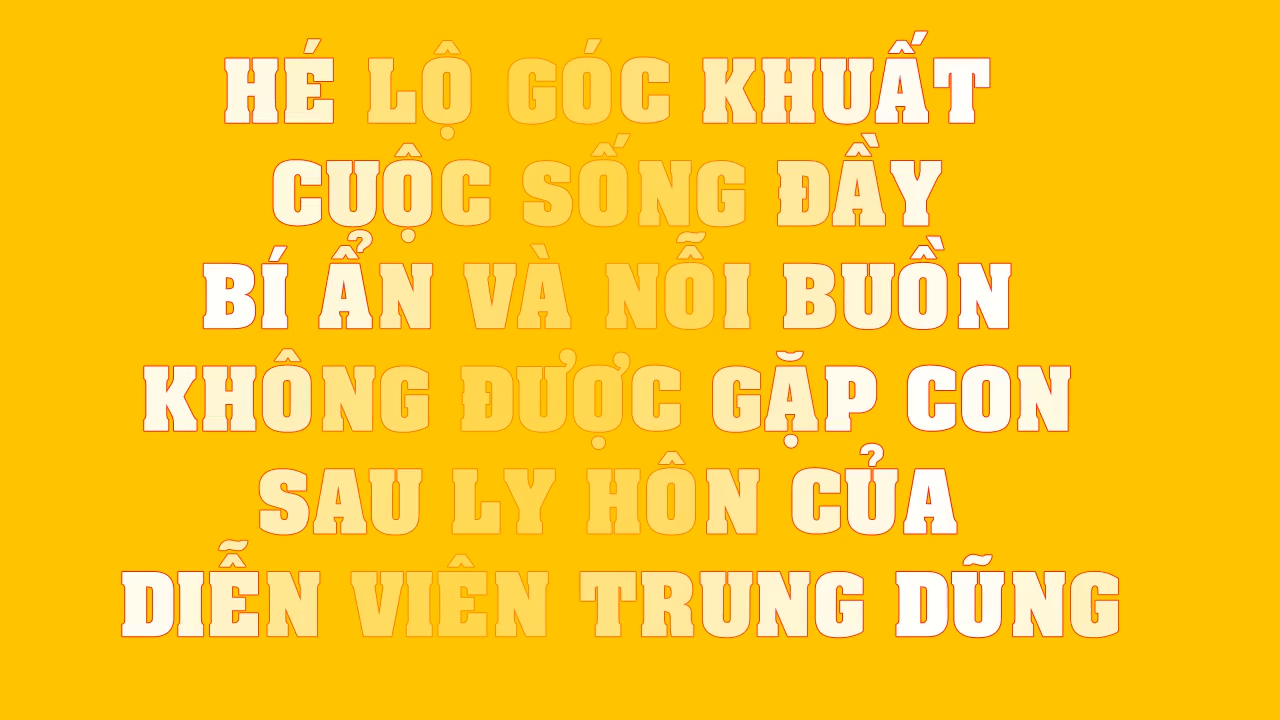 HÉ LỘ GÓC KHUẤT
CUỘC SỐNG ĐẦY
BÍ ẨN VÀ NỖI BUỒN
KHÔNG ĐƯỢC GẶP CON
SAU LY HÔN CỦA
DIỄN VIÊN TRUNG DŨNG